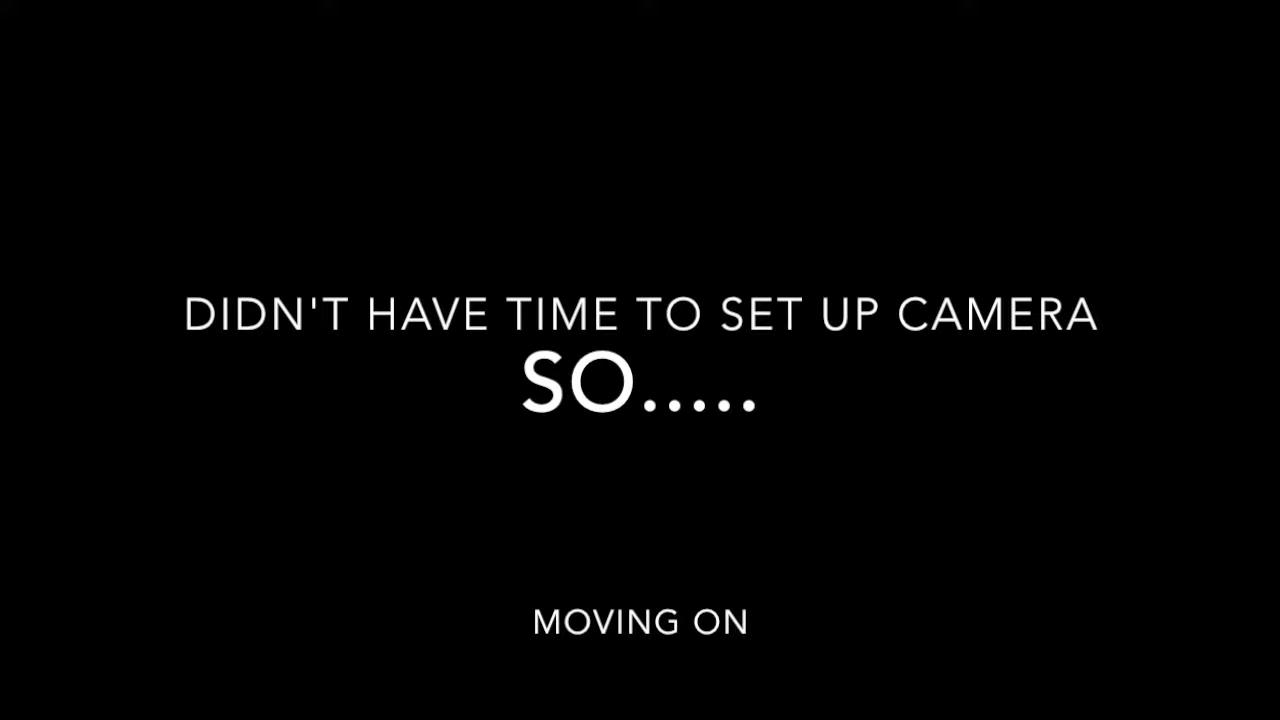 DIDN'T HAVE TIME TO SET UP CAMERA
SO.....
MOVING ON